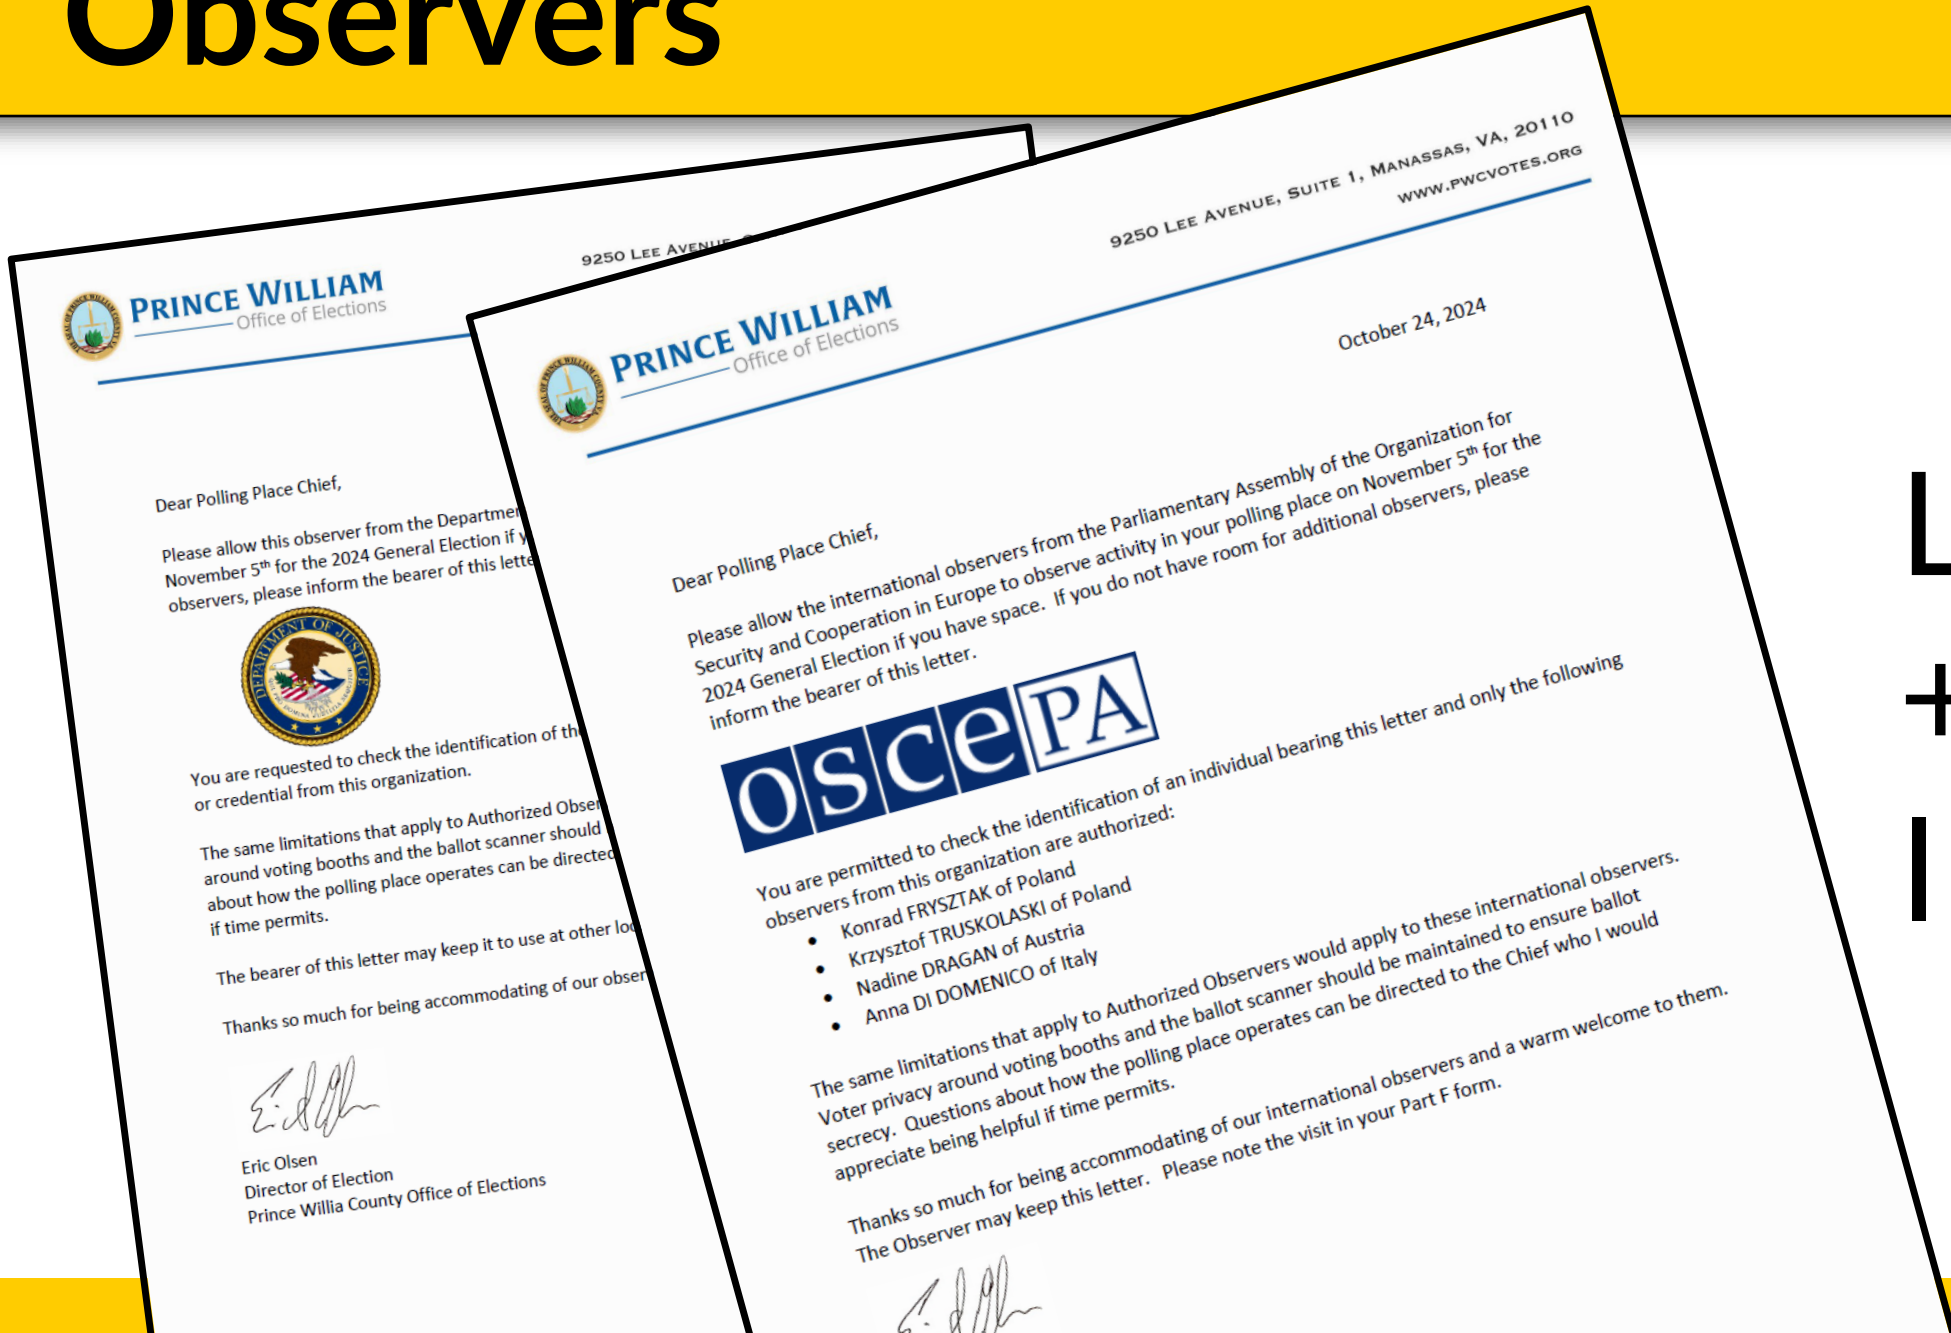 Observers
9250 LEE AVENUE,
PRINCE WILLIAM
Office of Elections
Dear Polling Place Chief,
Please allow this observer from the
November 5th for the 2024 General Election if
observers, please inform the bearer of this
DEPARTMENT OF JUSTICE
You are requested to check the identification of
or credential from this organization.
The same limitations that apply to Authorized
around voting booths and the ballot scanner should
about how the polling place operates can be directed
if time permits.
The bearer of this letter may keep it to use at other
Thanks so much for being accommodating of our
Eric Olsen
Director of Election
Prince Willia County Office of Elections
9250 LEE AVENUE, SUITE 1, MANASSAS, VA, 20110
WWW.PWCVOTES.ORG
PRINCE WILLIAM
Office of Elections
October 24, 2024
Dear Polling Place Chief,
Please allow the international observers from the Parliamentary Assembly of the Organization for
Security and Cooperation in Europe to observe activity in your polling place on November 5th for the
2024 General Election if you have space. If you do not have room for additional observers, please
inform the bearer of this letter.
oscePA
You are permitted to check the identification of an individual bearing this letter and only the following
observers from this organization are authorized:
• Konrad FRYSZTAK of Poland
• Krzysztof TRUSKOLASKI of Poland
• Nadine DRAGAN of Austria
• Anna DI DOMENICO of Italy
The same limitations that apply to Authorized Observers would apply to these international observers.
Voter privacy around voting booths and the ballot scanner should be maintained to ensure ballot
secrecy. Questions about how the polling place operates can be directed to the Chief who I would
appreciate being helpful if time permits.
Thanks so much for being accommodating of our international observers and a warm welcome to them.
The Observer may keep this letter. Please note the visit in your Part F form.
L
+
I